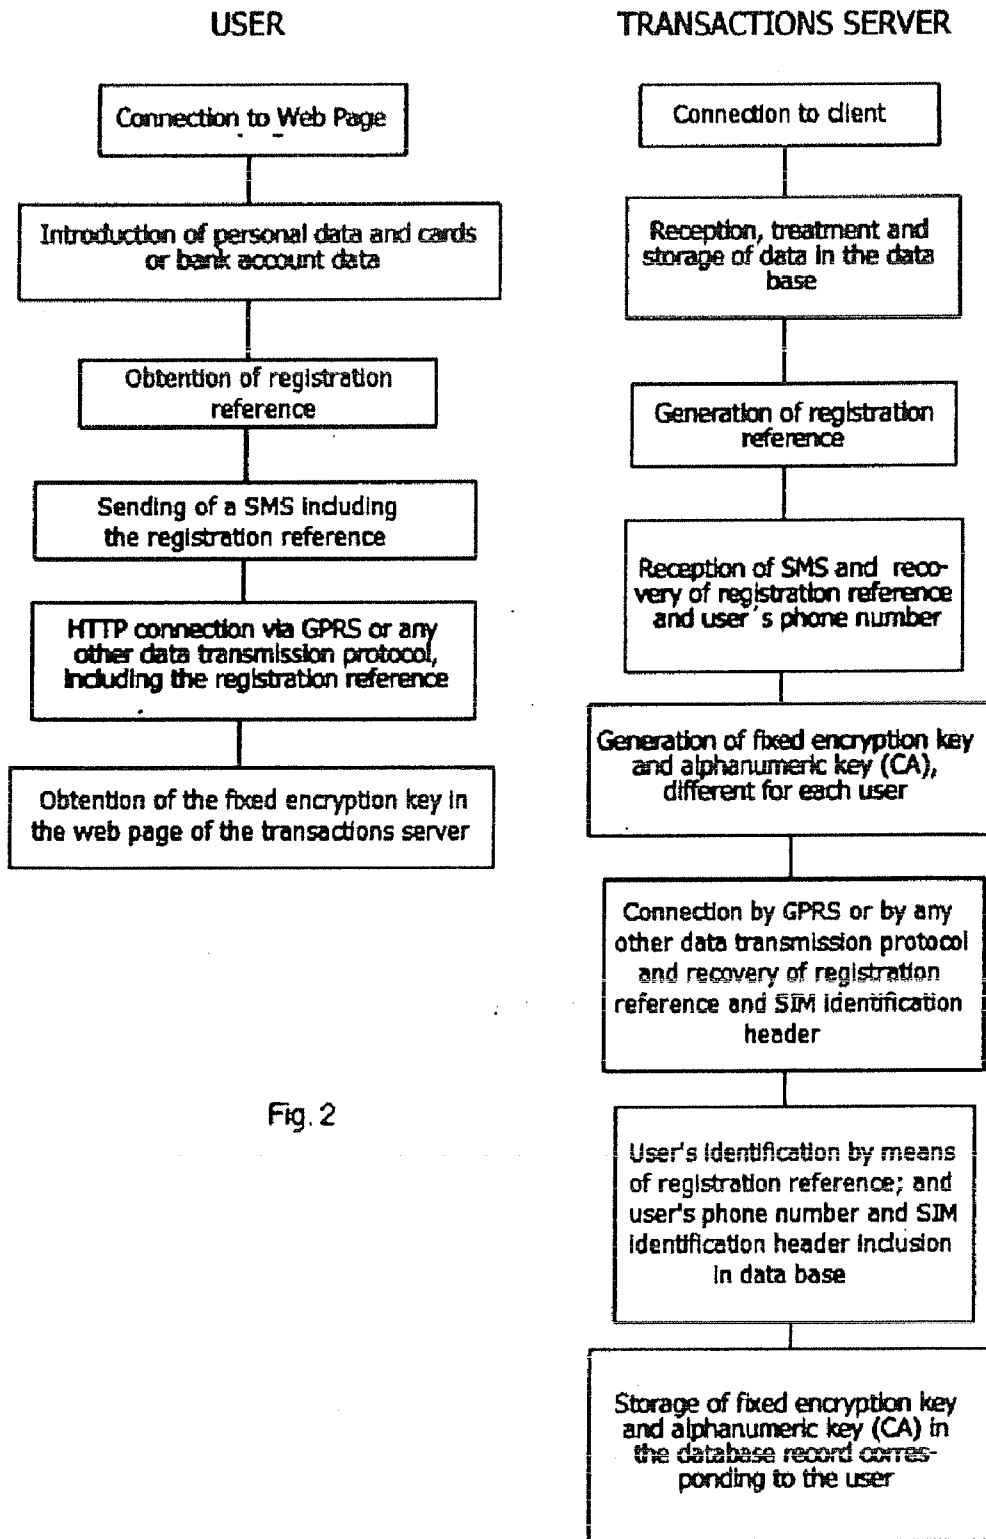 USER
Connection to Web Page
Introduction of personal data and cards
or bank account data
Obtention of registration
reference
Sending of a SMS including
the registration reference
HTTP connection via GPRS or any
other data transmission protocol,
including the registration reference
Obtention of the fixed encryption key in
the web page of the transactions server
Fig. 2
TRANSACTIONS SERVER
Connection to client
Reception, treatment and
storage of data in the data
base
Generation of registration
reference
Reception of SMS and reco-
very of registration reference
and user´s phone number
Generation of fixed encryption key
and alphanumeric key (CA),
different for each user
Connection by GPRS or by any
other data transmission protocol
and recovery of registration
reference and SIM identification
header
User's identification by means
of registration reference; and
user's phone number and SIM
identification header inclusion
in data base
Storage of fixed encryption key
and alphanumeric key (CA) in
the database record corres-
ponding to the user